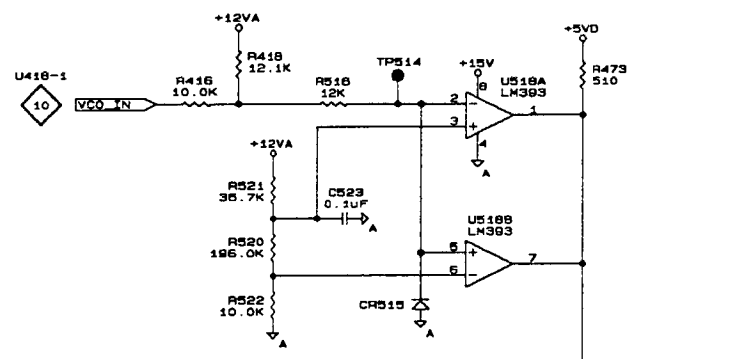 +12VA
+5VD
U418-1
R418
12.1K
TP514
+15V
R416
10.0K
R516
12K
U518A
LM393
R473
510
10
VCO_IN
8
2
-
1
3
+
4
A
+12VA
R521
36.7K
C523
0.1UF
A
U518B
LM393
R520
196.0K
5
+
7
6
-
R522
10.0K
CR515
A
A